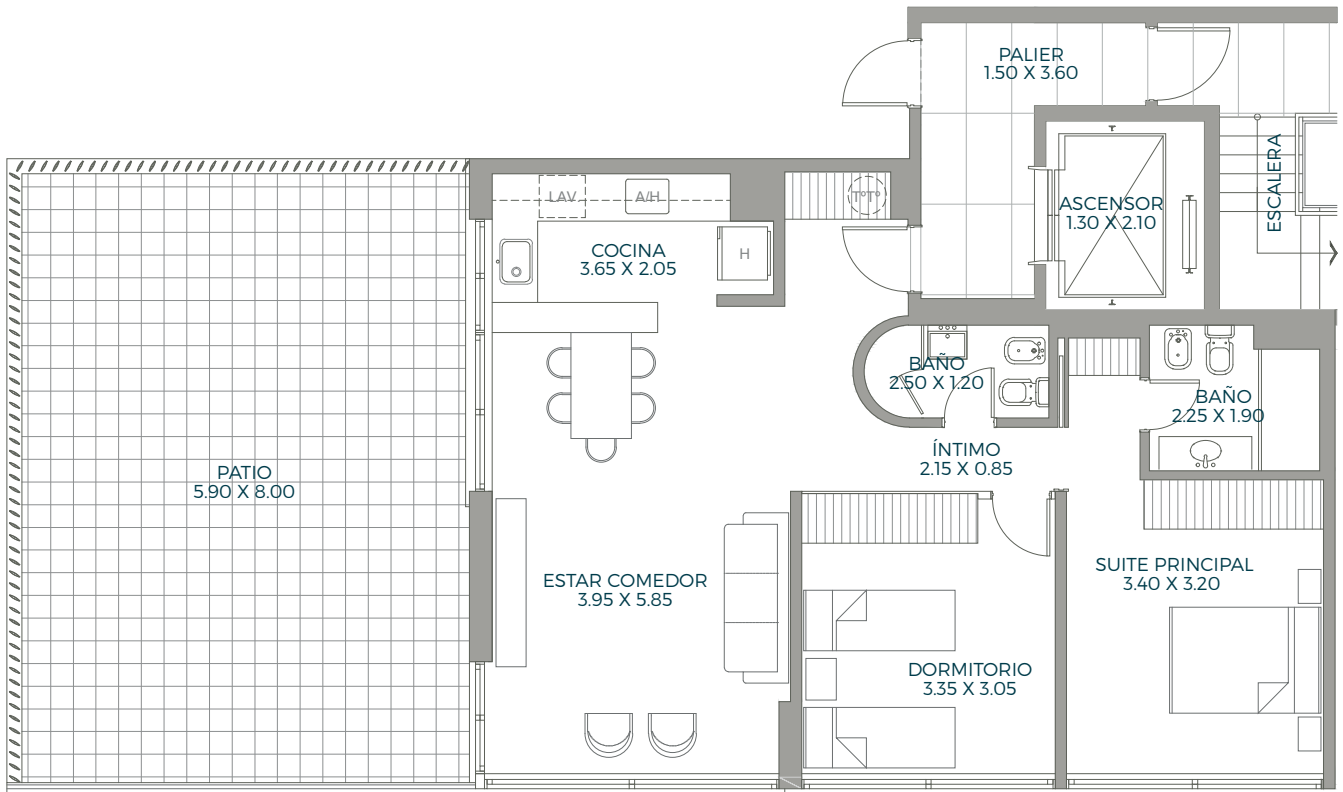 PALIER
1.50 X 3.60
ASCENSOR
1.30 X 2.10
ESCALERA
LAV
A/H
TºTº
COCINA
3.65 X 2.05
H
BAÑO
2.50 X 1.20
BAÑO
2.25 X 1.90
ÍNTIMO
2.15 X 0.85
PATIO
5.90 X 8.00
ESTAR COMEDOR
3.95 X 5.85
SUITE PRINCIPAL
3.40 X 3.20
DORMITORIO
3.35 X 3.05